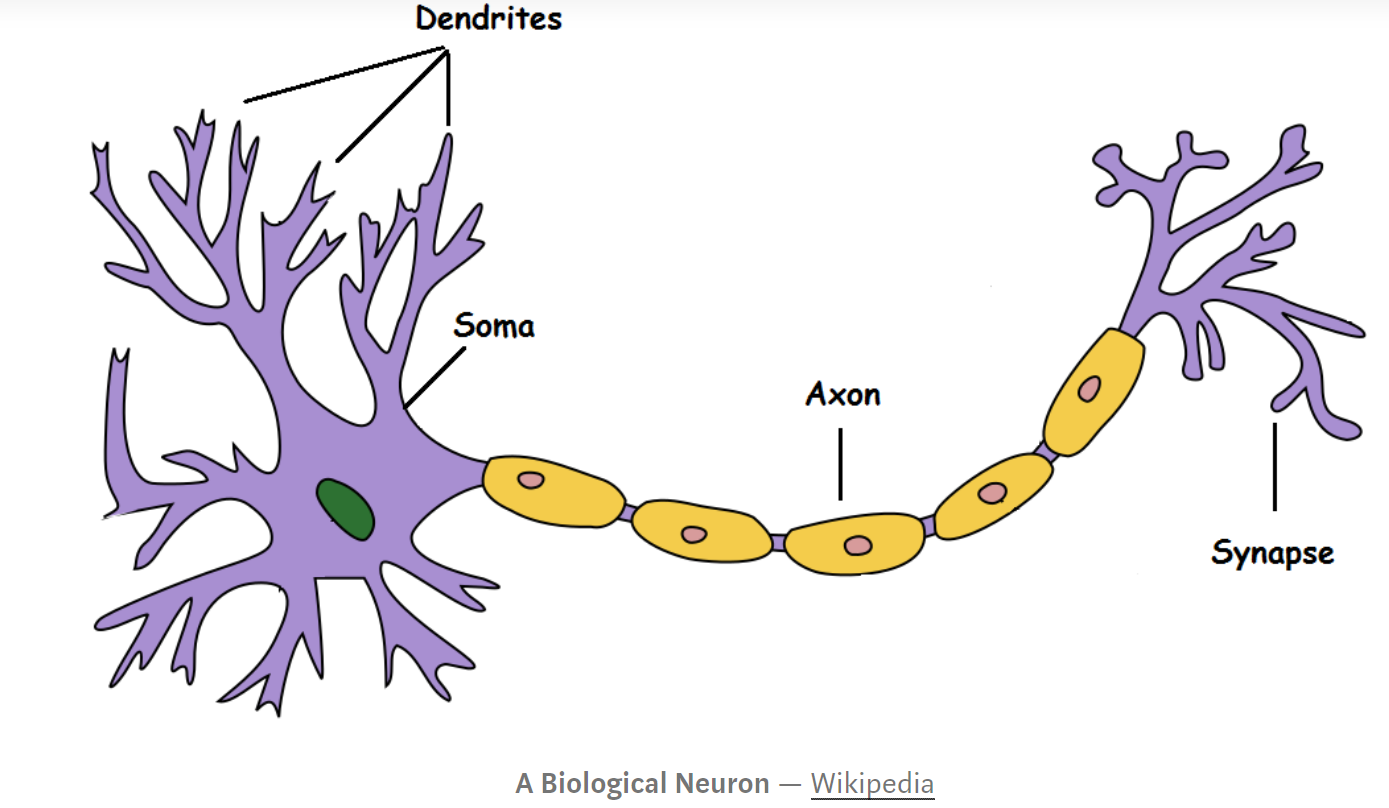 Dendrites
Soma
Axon
Synapse
A Biological Neuron — Wikipedia